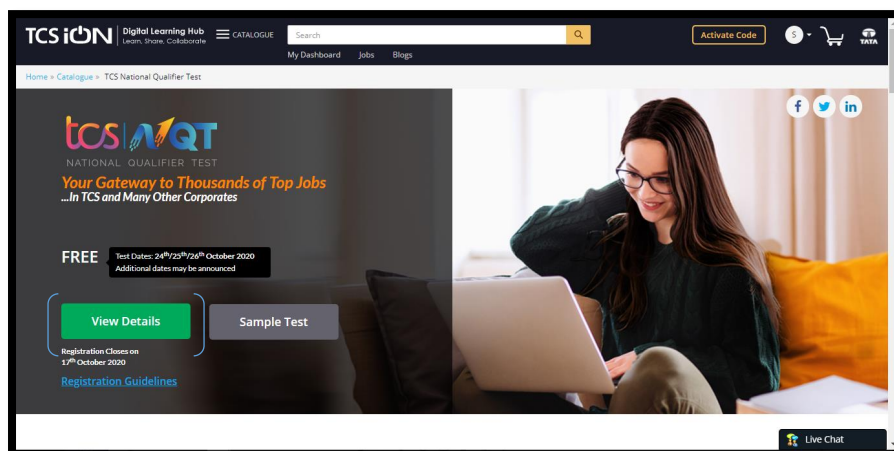 TCS iON
Digital Learning Hub
Learn, Share, Collaborate
CATALOGUE
Search
Activate Code
S
TATA
My Dashboard Jobs Blogs
Home » Catalogue » TCS National Qualifier Test
tcs NQT
NATIONAL QUALIFIER TEST
Your Gateway to Thousands of Top Jobs
...In TCS and Many Other Corporates
FREE
Test Dates: 24th/25th/26th October 2020
Additional dates may be announced
View Details
Sample Test
Registration Closes on
17th October 2020
Registration Guidelines
f in
Live Chat